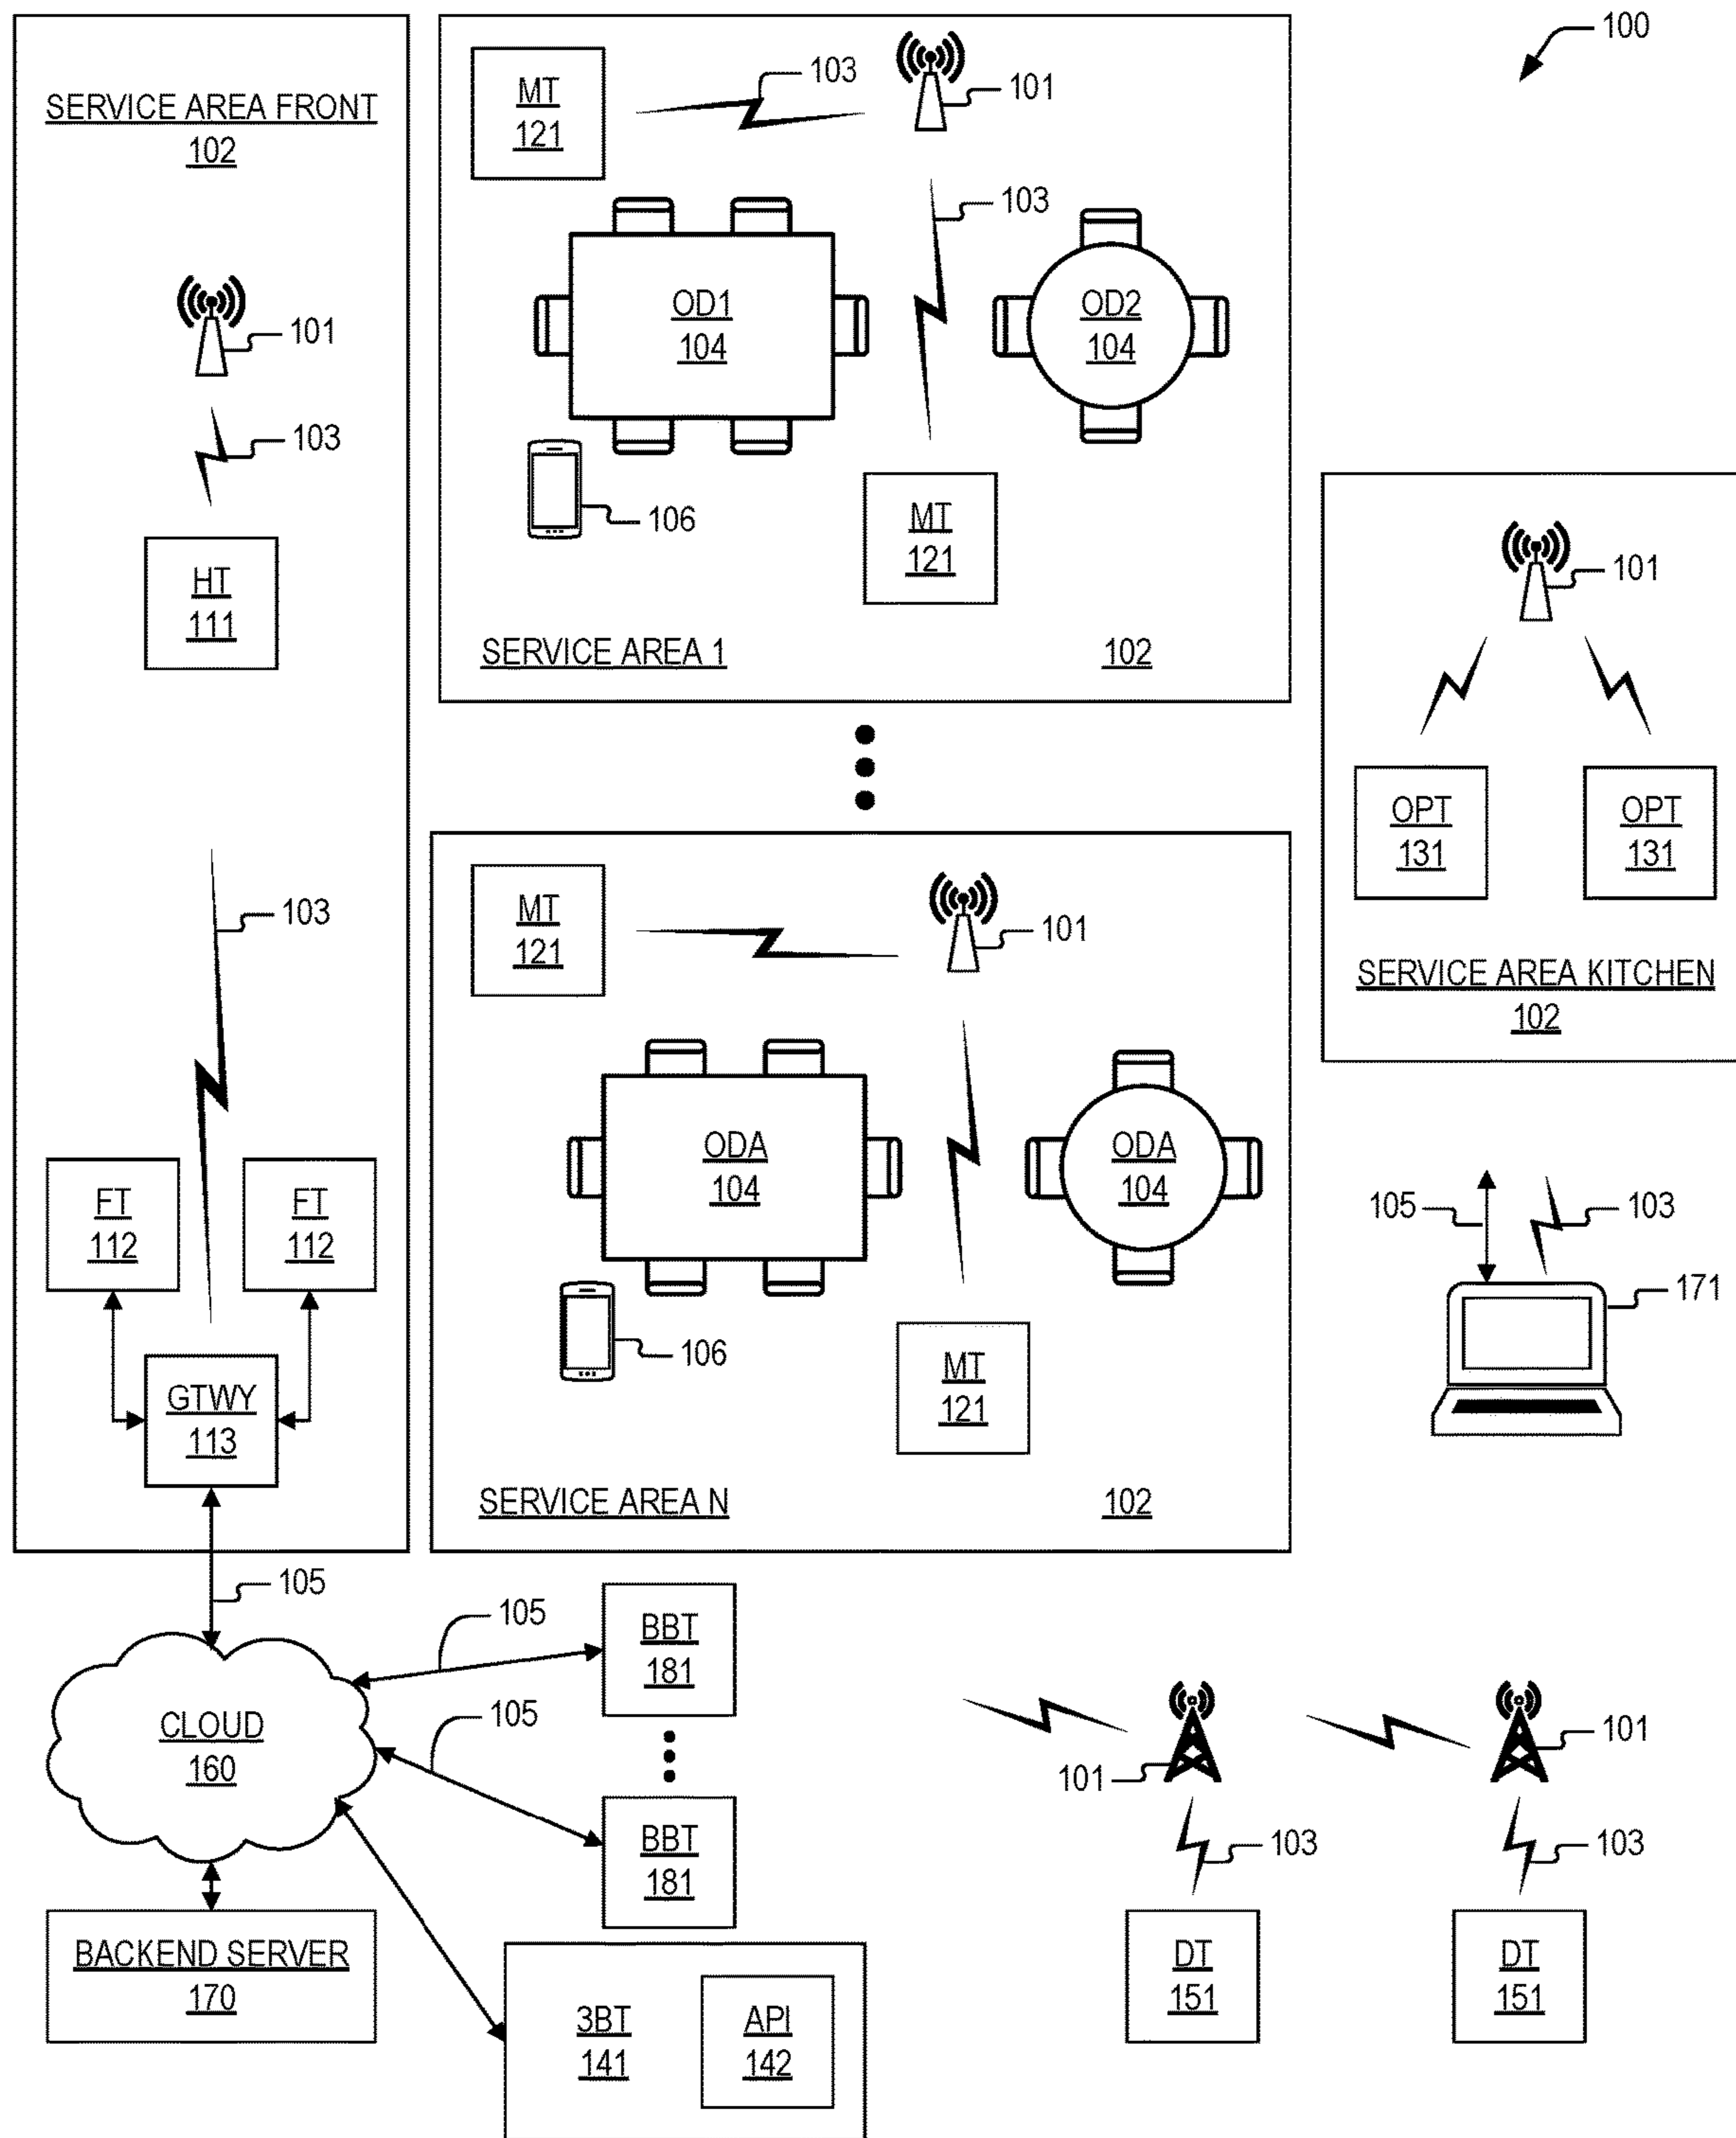 100
SERVICE AREA FRONT
102
101
103
HT
111
103
FT
112
FT
112
GTWY
113
105
MT
121
103
101
103
OD1
104
OD2
104
106
MT
121
SERVICE AREA 1
102
101
OPT
131
OPT
131
SERVICE AREA KITCHEN
102
MT
121
101
ODA
104
ODA
104
106
MT
121
SERVICE AREA N
102
105
103
171
CLOUD
160
105
BBT
181
105
BBT
181
BACKEND SERVER
170
3BT
141
API
142
101
101
103
103
DT
151
DT
151